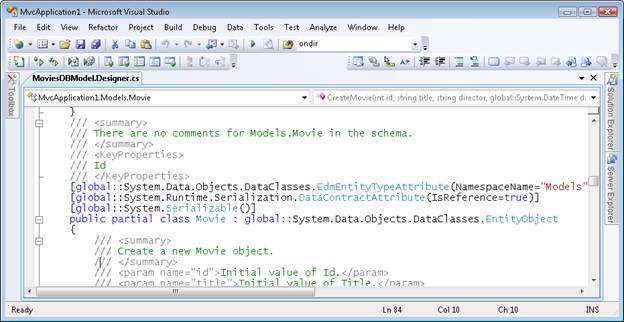 MvcApplication1 - Microsoft Visual Studio
File Edit View Refactor Project Build Debug Data Tools Test Analyze Window Help
ondir
MoviesDBModel.Designer.cs
Toolbox
Solution Explorer
Server Explorer
MvcApplication1.Models.Movie
CreateMovie(int id, string title, string director, global::System.DateTime da
}
/// <summary>
/// There are no comments for Models.Movie in the schema.
/// </summary>
/// <KeyProperties>
/// Id
/// </KeyProperties>
[global::System.Data.Objects.DataClasses.EdmEntityTypeAttribute(NamespaceName="Models"
[global::System.Runtime.Serialization.DataContractAttribute(IsReference=true)]
[global::System.Serializable()]
public partial class Movie : global::System.Data.Objects.DataClasses.EntityObject
{
/// <summary>
/// Create a new Movie object.
/// </summary>
/// <param name="id">Initial value of Id.</param>
/// <param name="title">Initial value of Title.</param>
Ready Ln 84 Col 10 Ch 10 INS